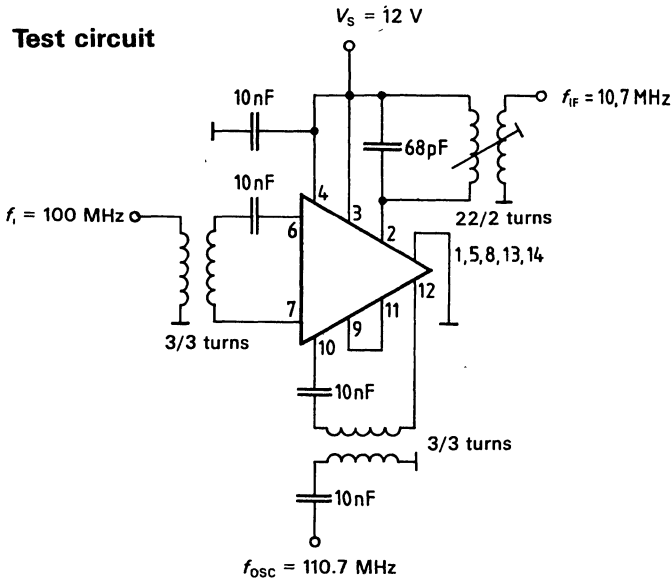 Test circuit
V_S = 12 V
10nF
f_IF = 10,7 MHz
68pF
10nF
4
3
f_i = 100 MHz
6
2
22/2 turns
1,5,8,13,14
12
7
11
9
3/3 turns
10
10nF
3/3 turns
10nF
f_OSC = 110.7 MHz